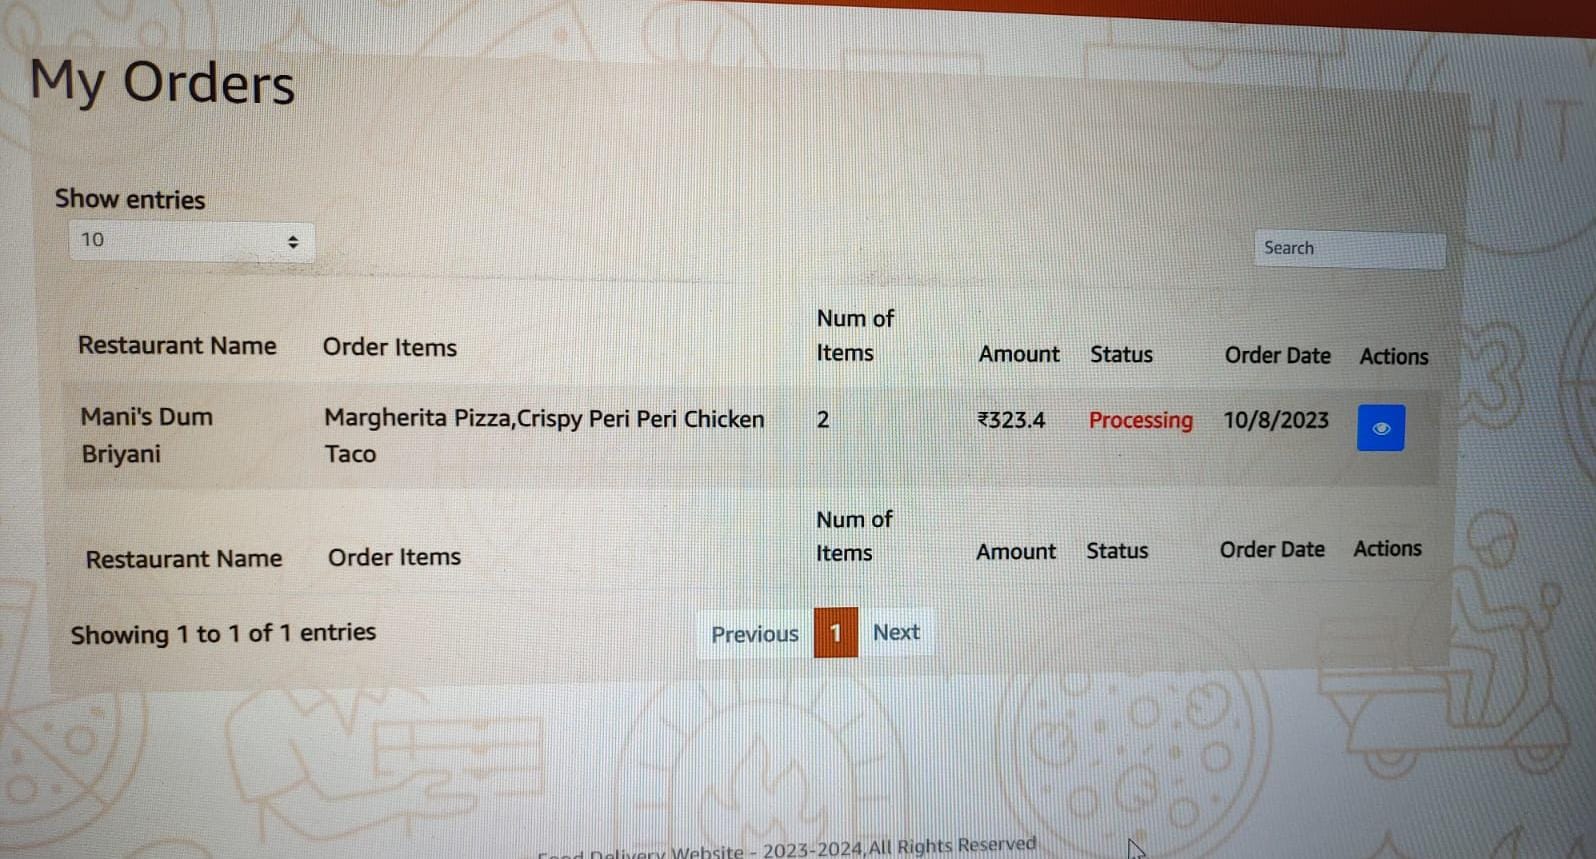 My Orders
Show entries
10
Search
Restaurant Name Order Items Num of Items Amount Status Order Date Actions
Mani's Dum Briyani Margherita Pizza,Crispy Peri Peri Chicken Taco 2 ₹323.4 Processing 10/8/2023
Restaurant Name Order Items Num of Items Amount Status Order Date Actions
Showing 1 to 1 of 1 entries
Previous 1 Next
Food Delivery Website - 2023-2024,All Rights Reserved